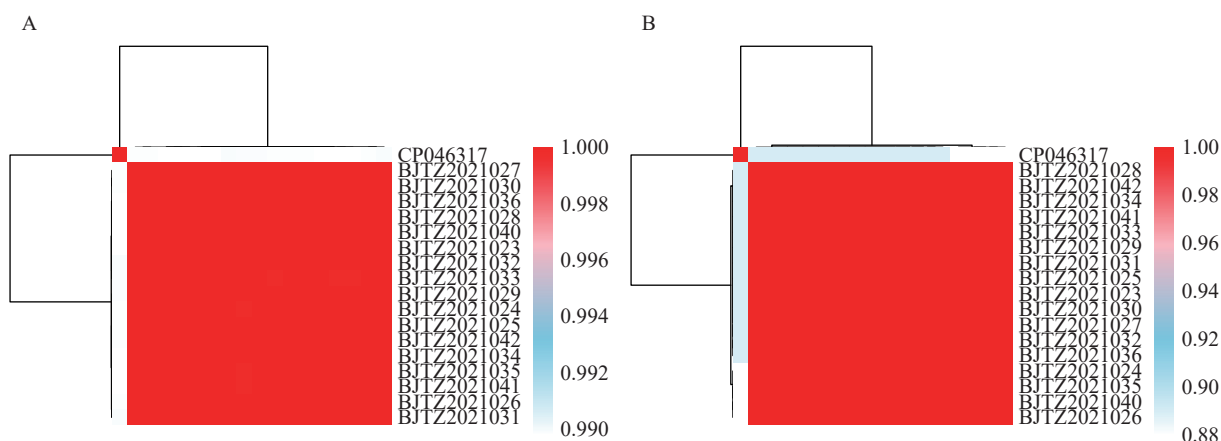 A
CP046317
BJTZ2021027
BJTZ2021030
BJTZ2021036
BJTZ2021028
BJTZ2021040
BJTZ2021023
BJTZ2021032
BJTZ2021033
BJTZ2021029
BJTZ2021024
BJTZ2021025
BJTZ2021042
BJTZ2021034
BJTZ2021035
BJTZ2021041
BJTZ2021026
BJTZ2021031
1.000
0.998
0.996
0.994
0.992
0.990
B
CP046317
BJTZ2021028
BJTZ2021042
BJTZ2021034
BJTZ2021041
BJTZ2021033
BJTZ2021029
BJTZ2021031
BJTZ2021025
BJTZ2021023
BJTZ2021030
BJTZ2021027
BJTZ2021032
BJTZ2021036
BJTZ2021024
BJTZ2021035
BJTZ2021040
BJTZ2021026
1.00
0.98
0.96
0.94
0.92
0.90
0.88